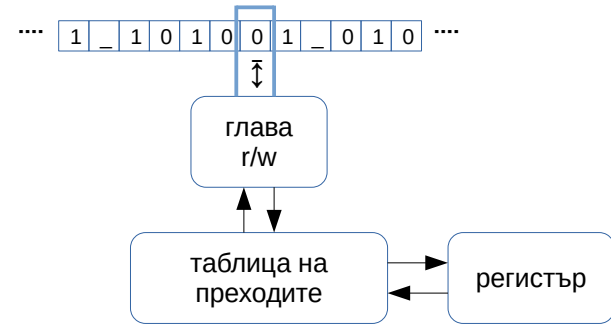 .... 1 _ 1 0 1 0 0 1 _ 0 1 0 ....
глава
r/w
таблица на
преходите
регистър